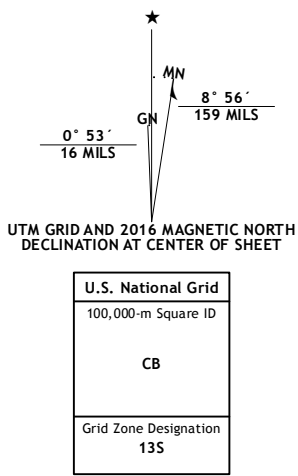 ★
MN
GN
8° 56´
159 MILS
0° 53´
16 MILS
UTM GRID AND 2016 MAGNETIC NORTH
DECLINATION AT CENTER OF SHEET
U.S. National Grid
100,000-m Square ID
CB
Grid Zone Designation
13S